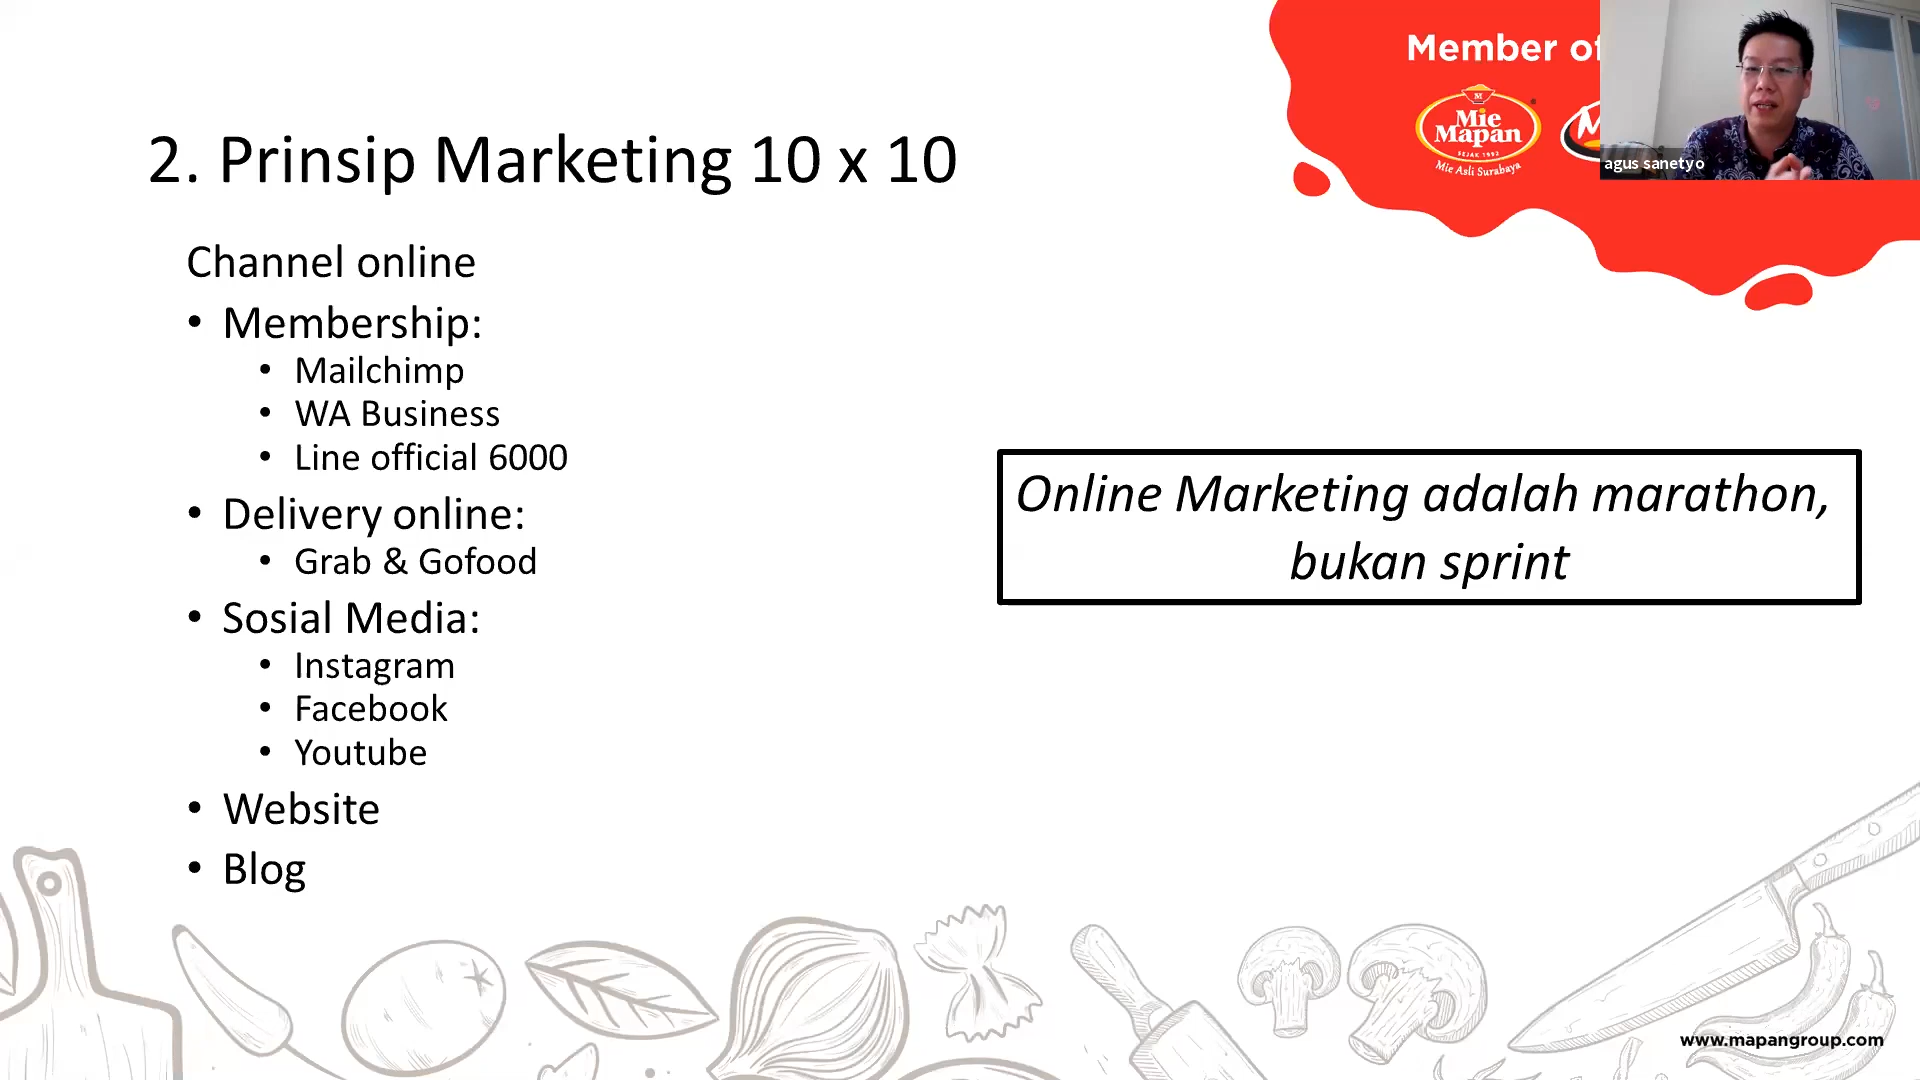 2. Prinsip Marketing 10 x 10
Channel online
• Membership:
• Mailchimp
• WA Business
• Line official 6000
• Delivery online:
• Grab & Gofood
• Sosial Media:
• Instagram
• Facebook
• Youtube
• Website
• Blog
Online Marketing adalah marathon,
bukan sprint
Member of
M
Mie
Mapan
SEJAK 1992
Mie Asli Surabaya
M
agus sanetyo
www.mapangroup.com